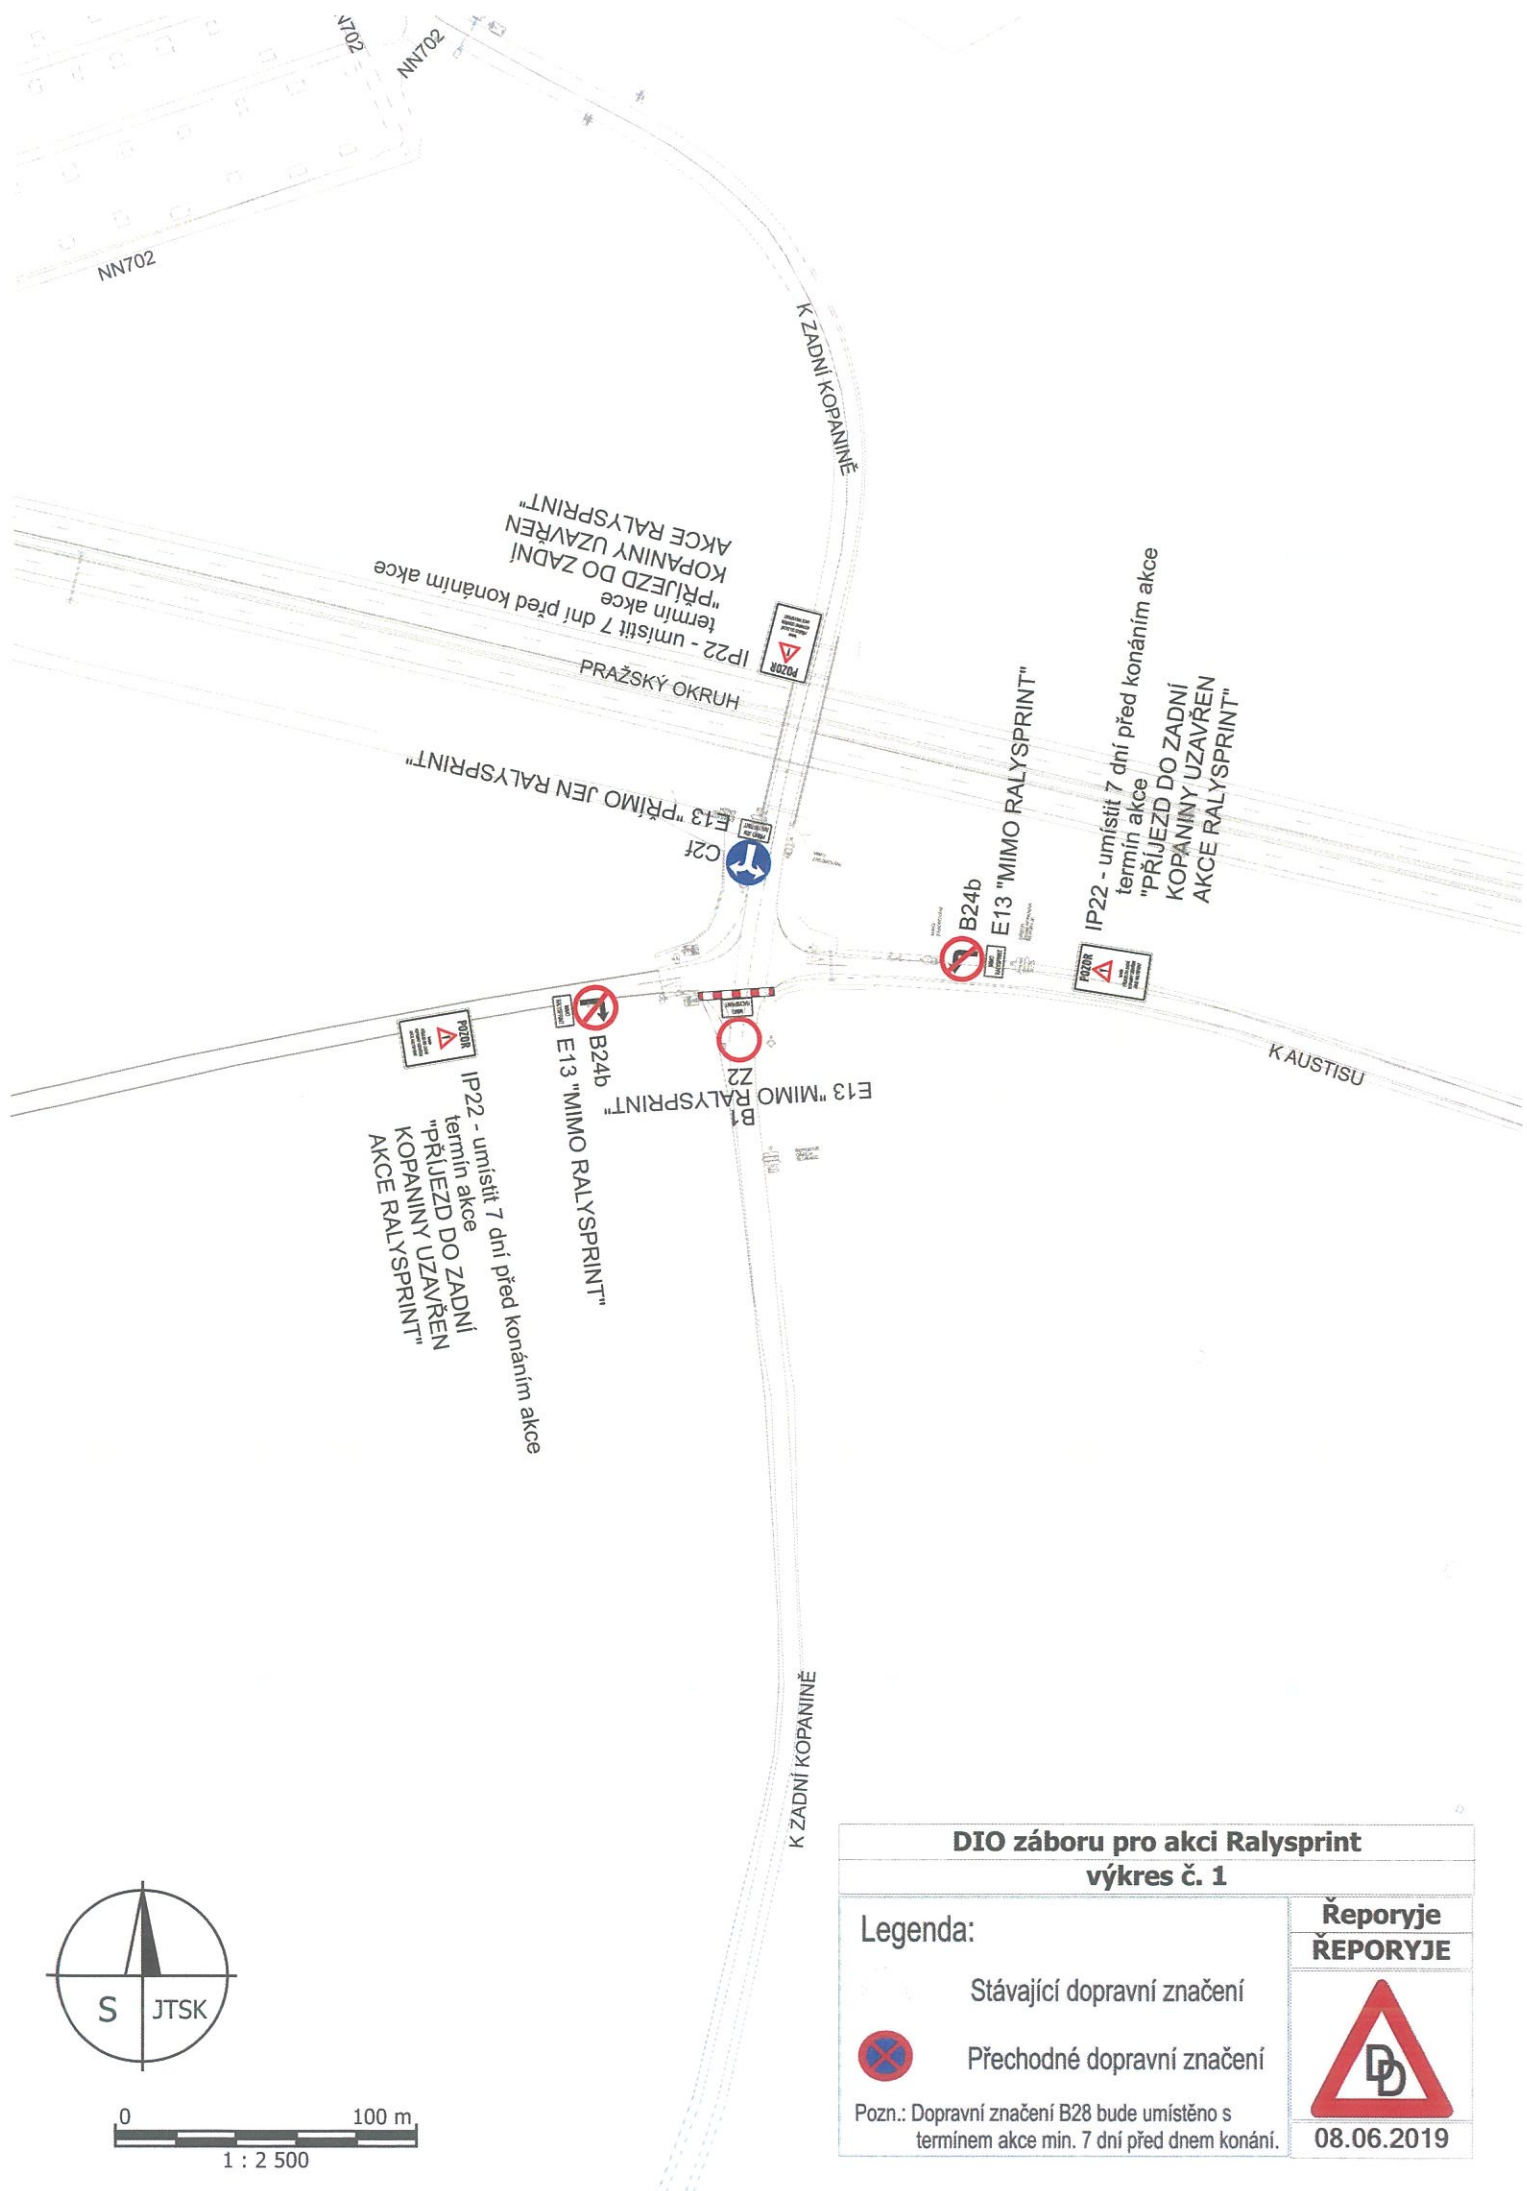 NN702
NN702
NN702
K ZADNÍ KOPANINĚ
IP22 - umístit 7 dní před konáním akce
termín akce
"PŘÍJEZD DO ZADNÍ
KOPANINY UZAVŘEN
AKCE RALYSPRINT"
POZOR
PRAŽSKÝ OKRUH
E13 "PŘÍMO JEN RALYSPRINT"
C2f
B24b
E13 "MIMO RALYSPRINT"
IP22 - umístit 7 dní před konáním akce
termín akce
"PŘÍJEZD DO ZADNÍ
KOPANINY UZAVŘEN
AKCE RALYSPRINT"
POZOR
K AUSTISU
POZOR
B24b
E13 "MIMO RALYSPRINT"
IP22 - umístit 7 dní před konáním akce
termín akce
"PŘÍJEZD DO ZADNÍ
KOPANINY UZAVŘEN
AKCE RALYSPRINT"
Z2
E13 "MIMO RALYSPRINT"
B1
K ZADNÍ KOPANINĚ
S JTSK
0 100 m
1 : 2 500
DIO záboru pro akci Ralysprint
výkres č. 1
Legenda:
Stávající dopravní značení
Přechodné dopravní značení
Pozn.: Dopravní značení B28 bude umístěno s
termínem akce min. 7 dní před dnem konání.
Řeporyje
ŘEPORYJE
DD
08.06.2019